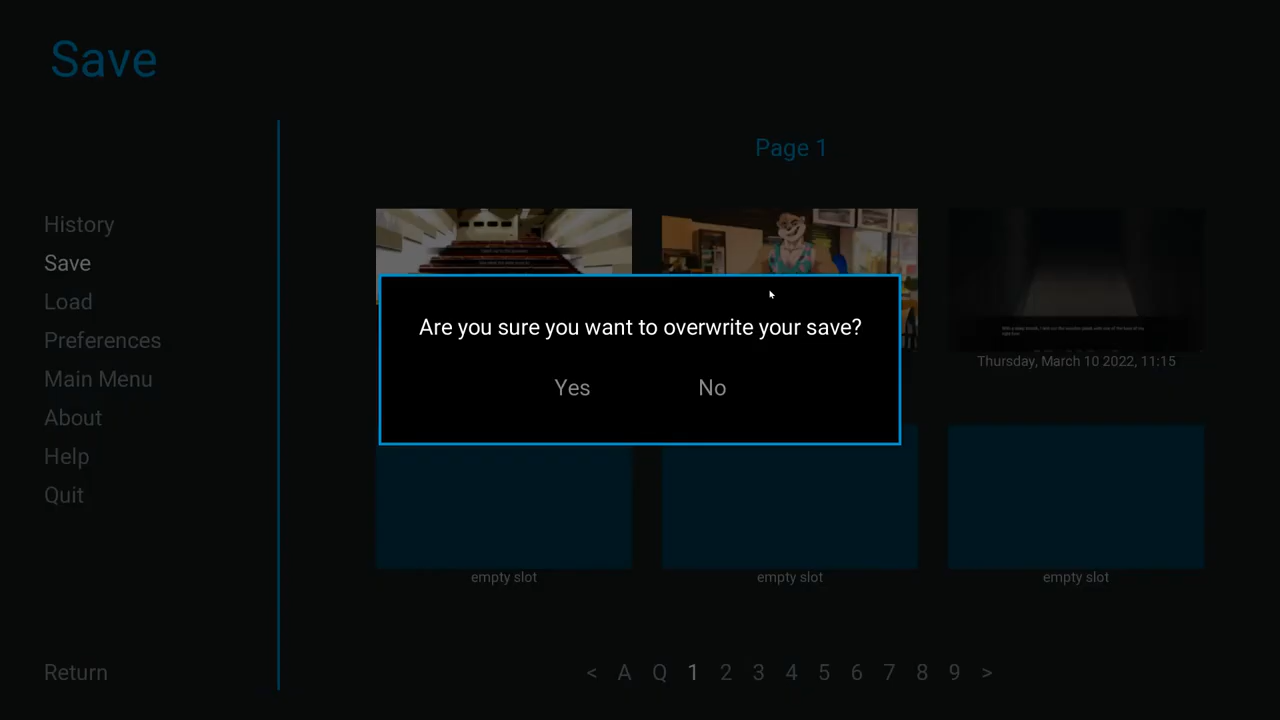 Save
Page 1
History
Save
Load
Preferences
Main Menu
About
Help
Quit
Are you sure you want to overwrite your save?
Yes No
Thursday, March 10 2022, 11:15
empty slot empty slot empty slot
Return
< A Q 1 2 3 4 5 6 7 8 9 >